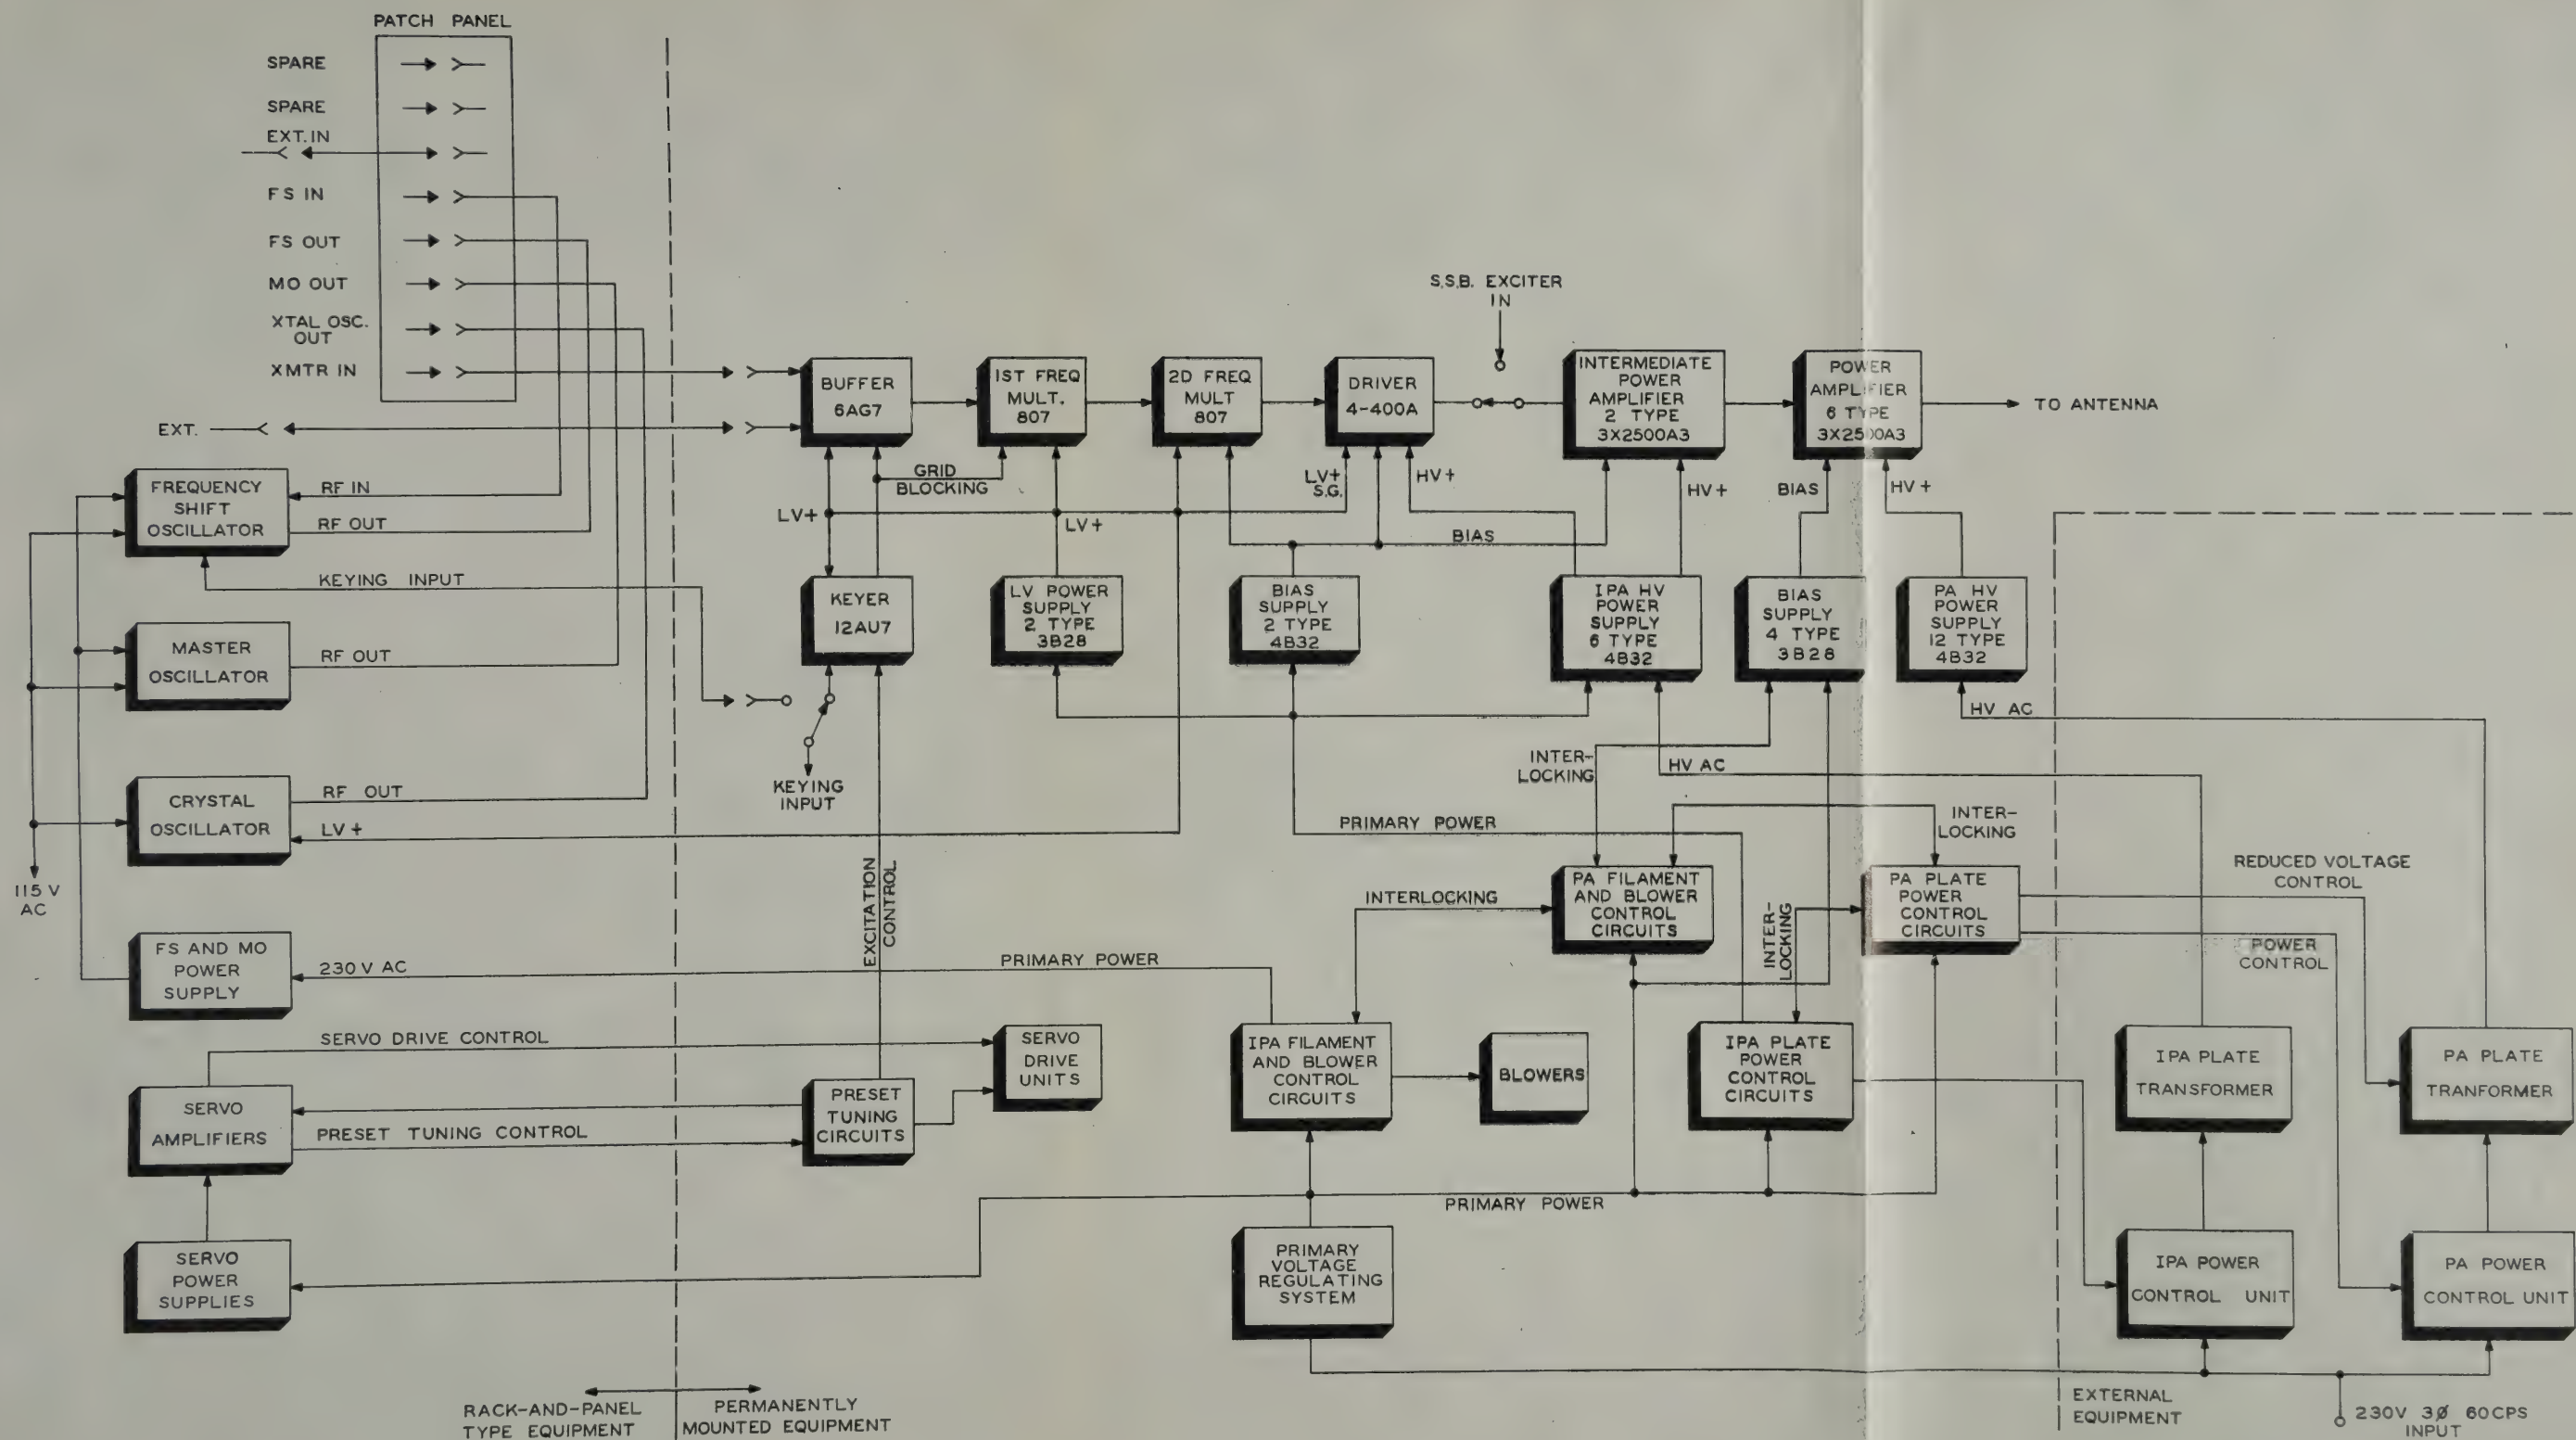 PATCH PANEL
SPARE
SPARE
EXT. IN
FS IN
FS OUT
MO OUT
XTAL OSC.
OUT
XMTR IN
EXT.
S.S.B. EXCITER
IN
BUFFER
6AG7
1ST FREQ
MULT.
807
2D FREQ
MULT
807
DRIVER
4-400A
INTERMEDIATE
POWER
AMPLIFIER
2 TYPE
3X2500A3
POWER
AMPLIFIER
6 TYPE
3X2500A3
TO ANTENNA
GRID
BLOCKING
LV+
S.G.
HV+
HV+
BIAS
HV+
LV+
LV+
BIAS
FREQUENCY
SHIFT
OSCILLATOR
RF IN
RF OUT
KEYING INPUT
KEYER
12AU7
LV POWER
SUPPLY
2 TYPE
3B28
BIAS
SUPPLY
2 TYPE
4B32
IPA HV
POWER
SUPPLY
6 TYPE
4B32
BIAS
SUPPLY
4 TYPE
3B28
PA HV
POWER
SUPPLY
12 TYPE
4B32
MASTER
OSCILLATOR
RF OUT
HV AC
KEYING
INPUT
INTER-
LOCKING
HV AC
CRYSTAL
OSCILLATOR
RF OUT
LV+
115 V
AC
PRIMARY POWER
INTER-
LOCKING
EXCITATION
CONTROL
INTERLOCKING
PA FILAMENT
AND BLOWER
CONTROL
CIRCUITS
INTER-
LOCKING
PA PLATE
POWER
CONTROL
CIRCUITS
REDUCED VOLTAGE
CONTROL
POWER
CONTROL
FS AND MO
POWER
SUPPLY
230 V AC
PRIMARY POWER
SERVO DRIVE CONTROL
SERVO
DRIVE
UNITS
IPA FILAMENT
AND BLOWER
CONTROL
CIRCUITS
BLOWERS
IPA PLATE
POWER
CONTROL
CIRCUITS
IPA PLATE
TRANSFORMER
PA PLATE
TRANFORMER
SERVO
AMPLIFIERS
PRESET TUNING CONTROL
PRESET
TUNING
CIRCUITS
PRIMARY POWER
SERVO
POWER
SUPPLIES
PRIMARY
VOLTAGE
REGULATING
SYSTEM
IPA POWER
CONTROL UNIT
PA POWER
CONTROL UNIT
RACK-AND-PANEL
TYPE EQUIPMENT
PERMANENTLY
MOUNTED EQUIPMENT
EXTERNAL
EQUIPMENT
230V 3Ø 60CPS
INPUT